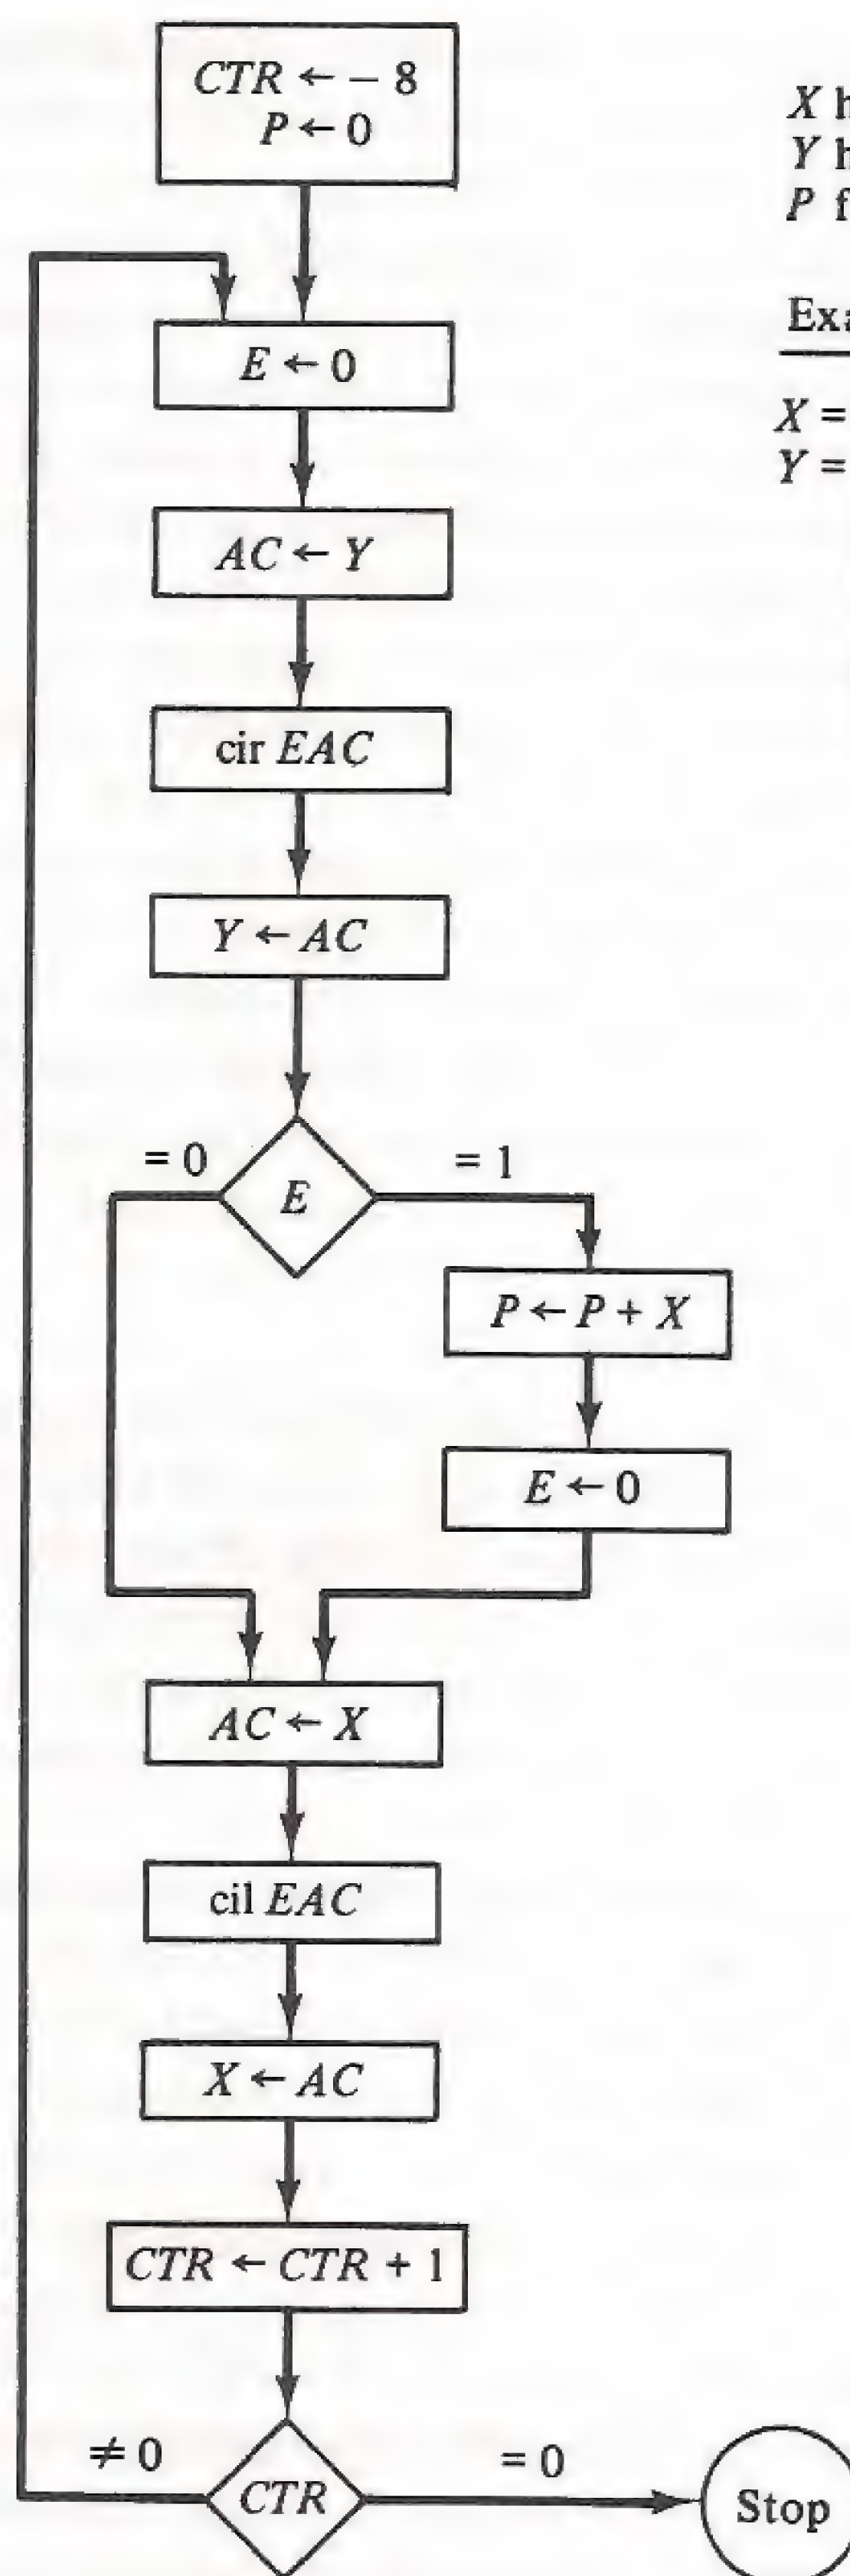 CTR ← – 8
P ← 0
X
Y
P
E ← 0
X =
Y =
AC ← Y
cir EAC
Y ← AC
= 0
E
= 1
P ← P + X
E ← 0
AC ← X
cil EAC
X ← AC
CTR ← CTR + 1
≠ 0
CTR
= 0
Stop